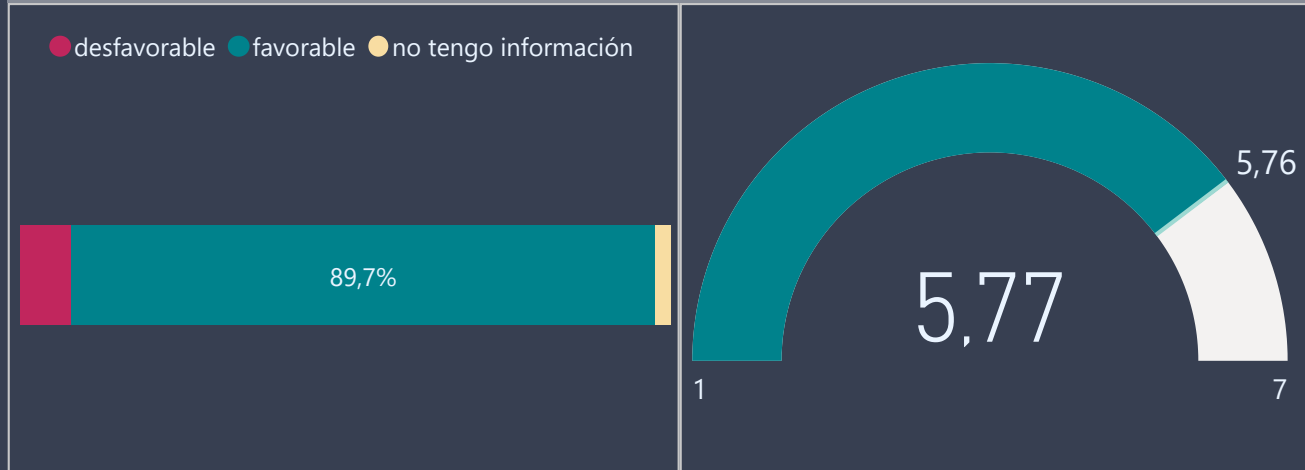 desfavorable favorable no tengo información
89,7%
5,76
5,77
1 7